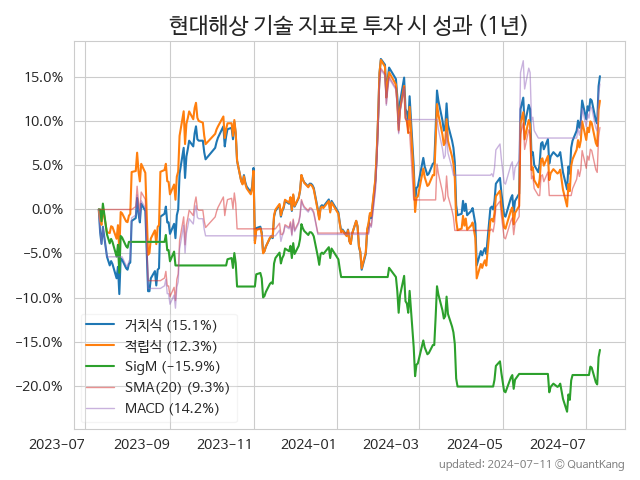 현대해상 기술 지표로 투자 시 성과 (1년)
15.0%
10.0%
5.0%
0.0%
−5.0%
−10.0%
−15.0%
−20.0%
거치식 (15.1%)
적립식 (12.3%)
SigM (−15.9%)
SMA(20) (9.3%)
MACD (14.2%)
2023-07 2023-09 2023-11 2024-01 2024-03 2024-05 2024-07
updated: 2024-07-11 © QuantKang